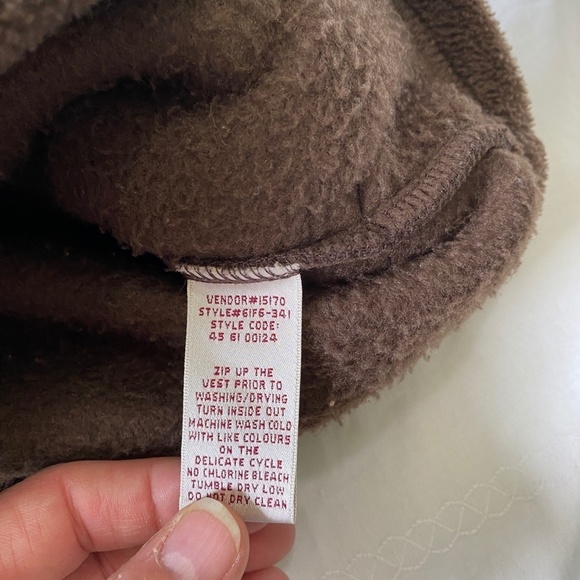 VENDOR#15170
STYLE#61F6-341
STYLE CODE:
45 61 00124
ZIP UP THE
VEST PRIOR TO
WASHING/DRYING
TURN INSIDE OUT
MACHINE WASH COLD
WITH LIKE COLOURS
ON THE
DELICATE CYCLE
NO CHLORINE BLEACH
TUMBLE DRY LOW
DO NOT DRY CLEAN